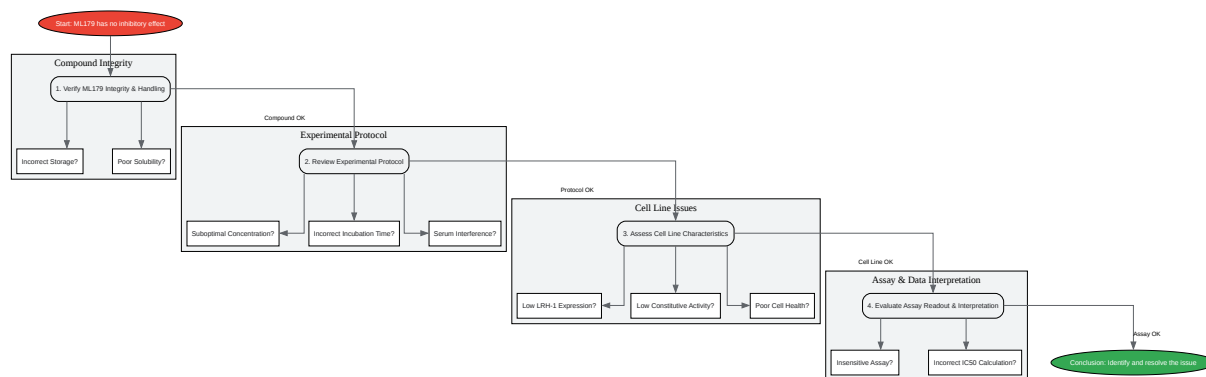 Start: ML179 has no inhibitory effect
Compound Integrity
1. Verify ML179 Integrity & Handling
Incorrect Storage?
Poor Solubility?
Compound OK
Experimental Protocol
2. Review Experimental Protocol
Suboptimal Concentration?
Incorrect Incubation Time?
Serum Interference?
Protocol OK
Cell Line Issues
3. Assess Cell Line Characteristics
Low LRH-1 Expression?
Low Constitutive Activity?
Poor Cell Health?
Cell Line OK
Assay & Data Interpretation
4. Evaluate Assay Readout & Interpretation
Insensitive Assay?
Incorrect IC50 Calculation?
Assay OK
Conclusion: Identify and resolve the issue